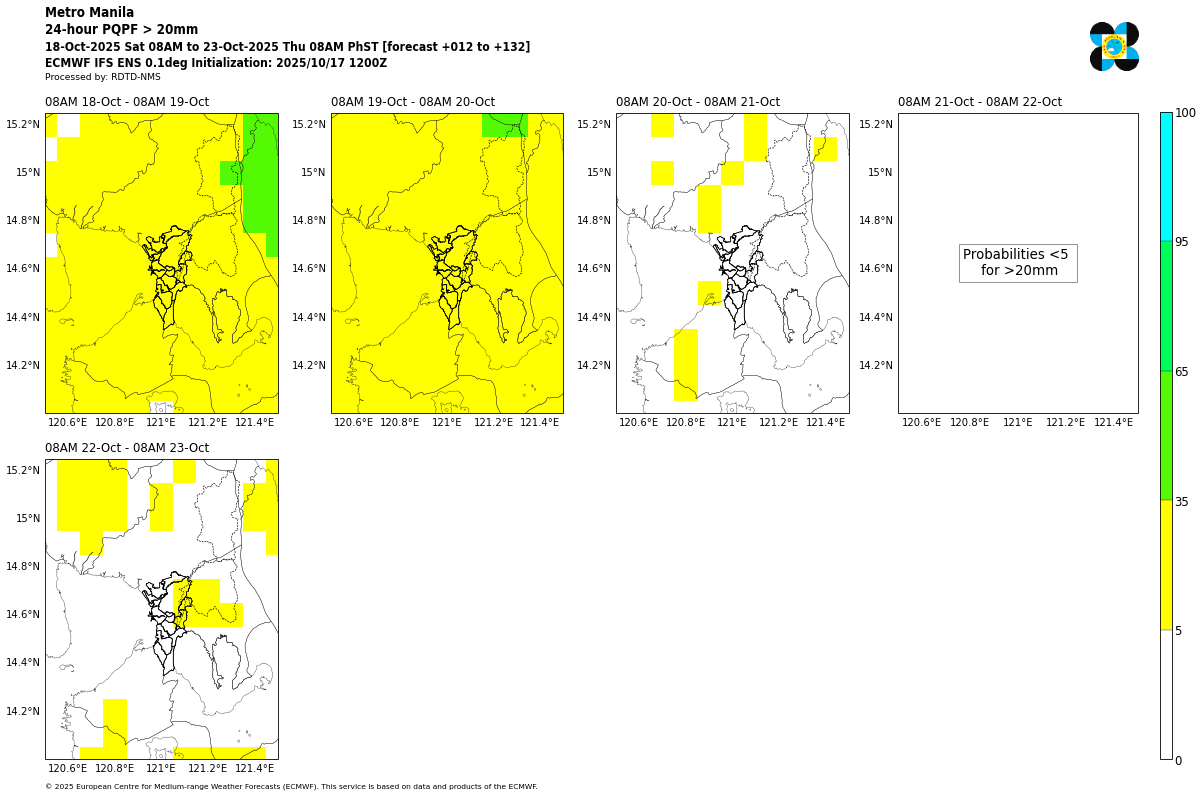 Metro Manila
24-hour PQPF > 20mm
18-Oct-2025 Sat 08AM to 23-Oct-2025 Thu 08AM PhST [forecast +012 to +132]
ECMWF IFS ENS 0.1deg Initialization: 2025/10/17 1200Z
Processed by: RDTD-NMS
08AM 18-Oct - 08AM 19-Oct
15.2°N
15°N
14.8°N
14.6°N
14.4°N
14.2°N
120.6°E 120.8°E 121°E 121.2°E 121.4°E
08AM 19-Oct - 08AM 20-Oct
15.2°N
15°N
14.8°N
14.6°N
14.4°N
14.2°N
120.6°E 120.8°E 121°E 121.2°E 121.4°E
08AM 20-Oct - 08AM 21-Oct
15.2°N
15°N
14.8°N
14.6°N
14.4°N
14.2°N
120.6°E 120.8°E 121°E 121.2°E 121.4°E
08AM 21-Oct - 08AM 22-Oct
15.2°N
15°N
14.8°N
14.6°N
14.4°N
14.2°N
Probabilities <5
for >20mm
120.6°E 120.8°E 121°E 121.2°E 121.4°E
100
95
65
35
5
0
08AM 22-Oct - 08AM 23-Oct
15.2°N
15°N
14.8°N
14.6°N
14.4°N
14.2°N
120.6°E 120.8°E 121°E 121.2°E 121.4°E
© 2025 European Centre for Medium-range Weather Forecasts (ECMWF). This service is based on data and products of the ECMWF.